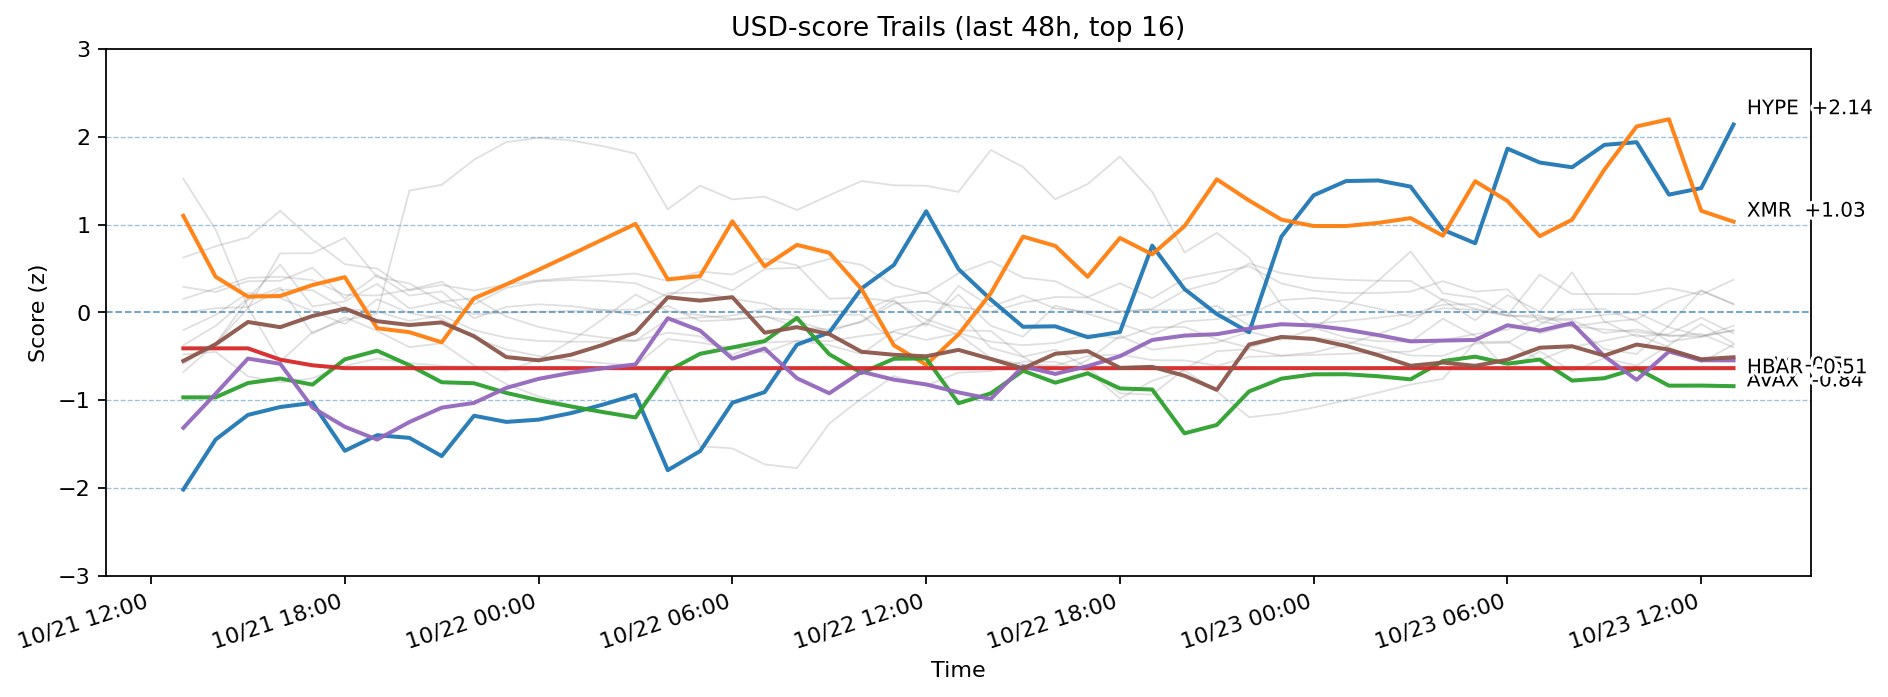 USD-score Trails (last 48h, top 16)
Score (z)
3
2
1
0
−1
−2
−3
HYPE +2.14
XMR +1.03
HBAR -0.51
AVAX -0.84
10/21 12:00
10/21 18:00
10/22 00:00
10/22 06:00
10/22 12:00
10/22 18:00
10/23 00:00
10/23 06:00
10/23 12:00
Time